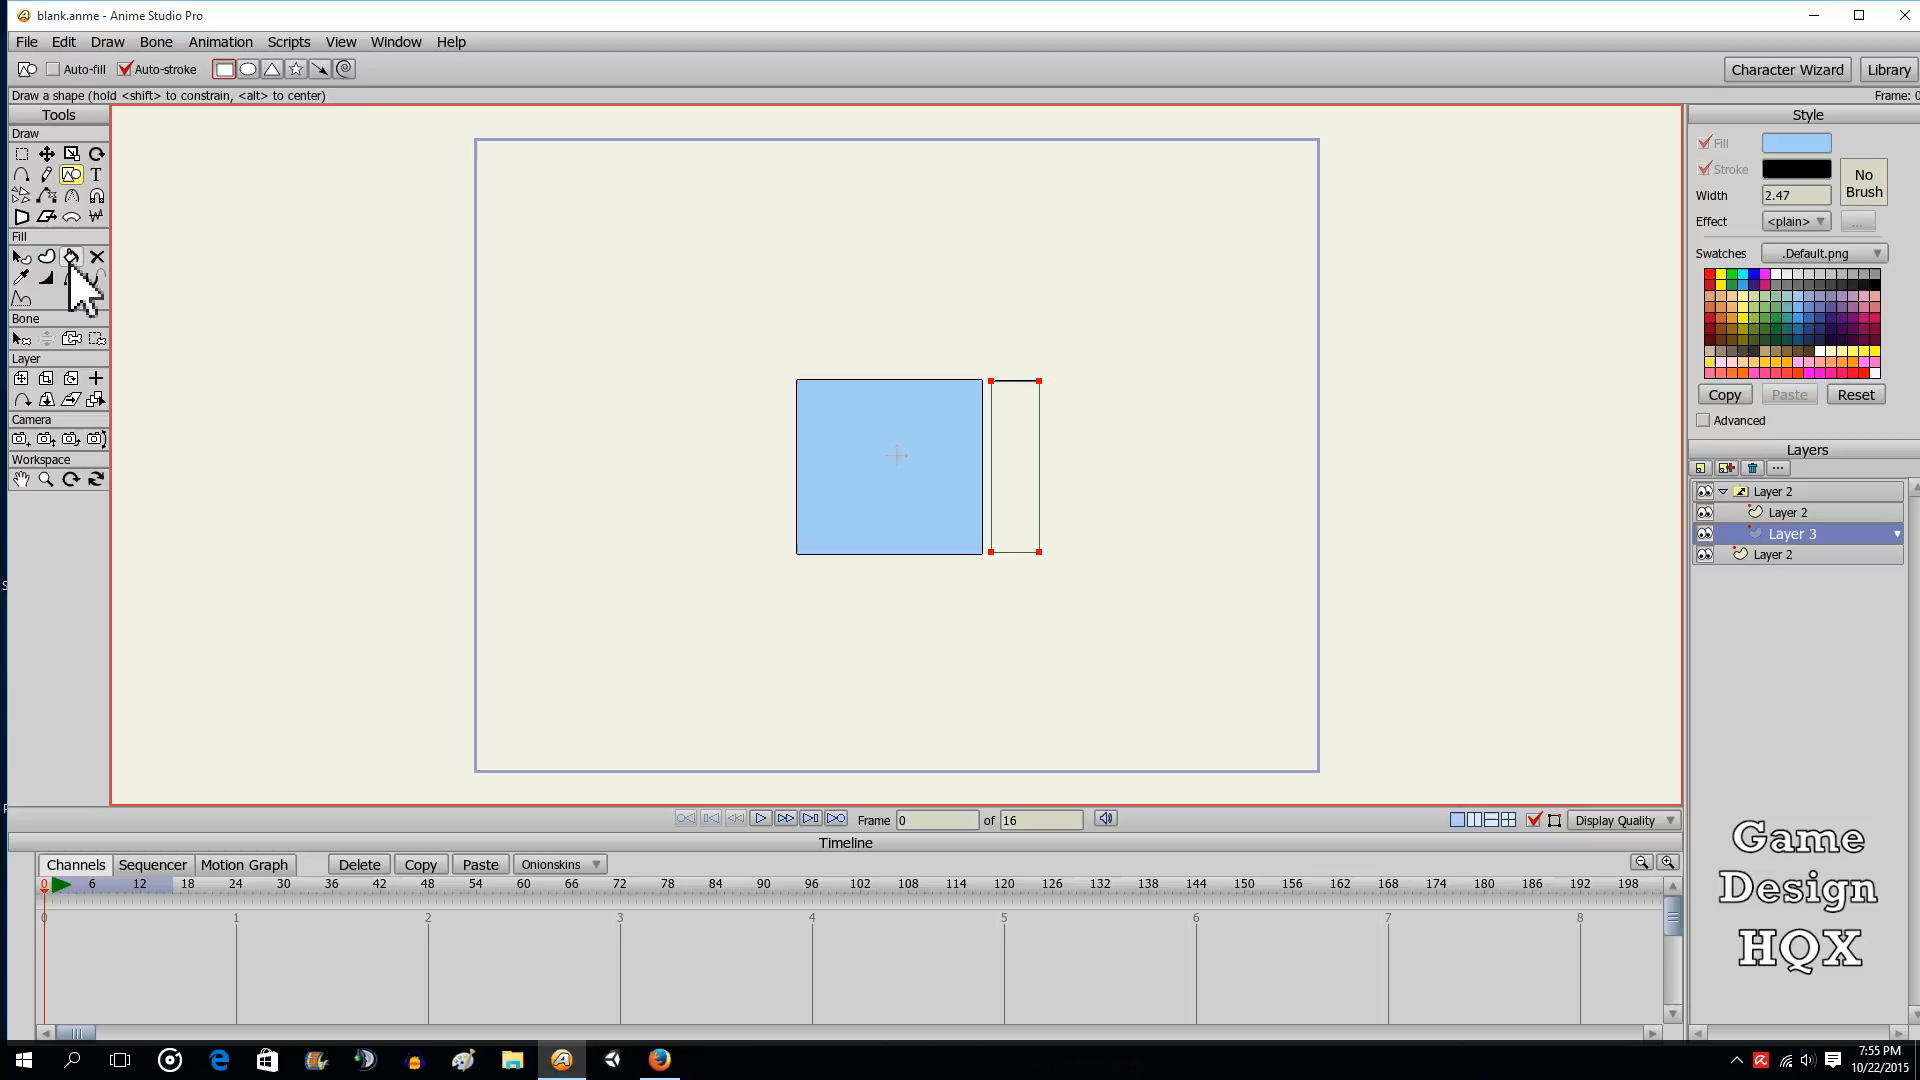 blank.anme - Anime Studio Pro
File Edit Draw Bone Animation Scripts View Window Help
Auto-fill Auto-stroke Character Wizard Library
Draw a shape (hold <shift> to constrain, <alt> to center) Frame: 0
Tools
Draw
T
Fill
Bone
Layer
Camera
Workspace
Style
Fill
Stroke
No
Brush
Width 2.47
Effect <plain> ...
Swatches .Default.png
Copy Paste Reset
Advanced
Layers
Layer 2
Layer 2
Layer 3
Layer 2
Frame 0 of 16 Display Quality
Timeline
Channels Sequencer Motion Graph Delete Copy Paste Onionskins
0 6 12 18 24 30 36 42 48 54 60 66 72 78 84 90 96 102 108 114 120 126 132 138 144 150 156 162 168 174 180 186 192 198
0 1 2 3 4 5 6 7 8
Game
Design
HQX
7:55 PM
10/22/2015